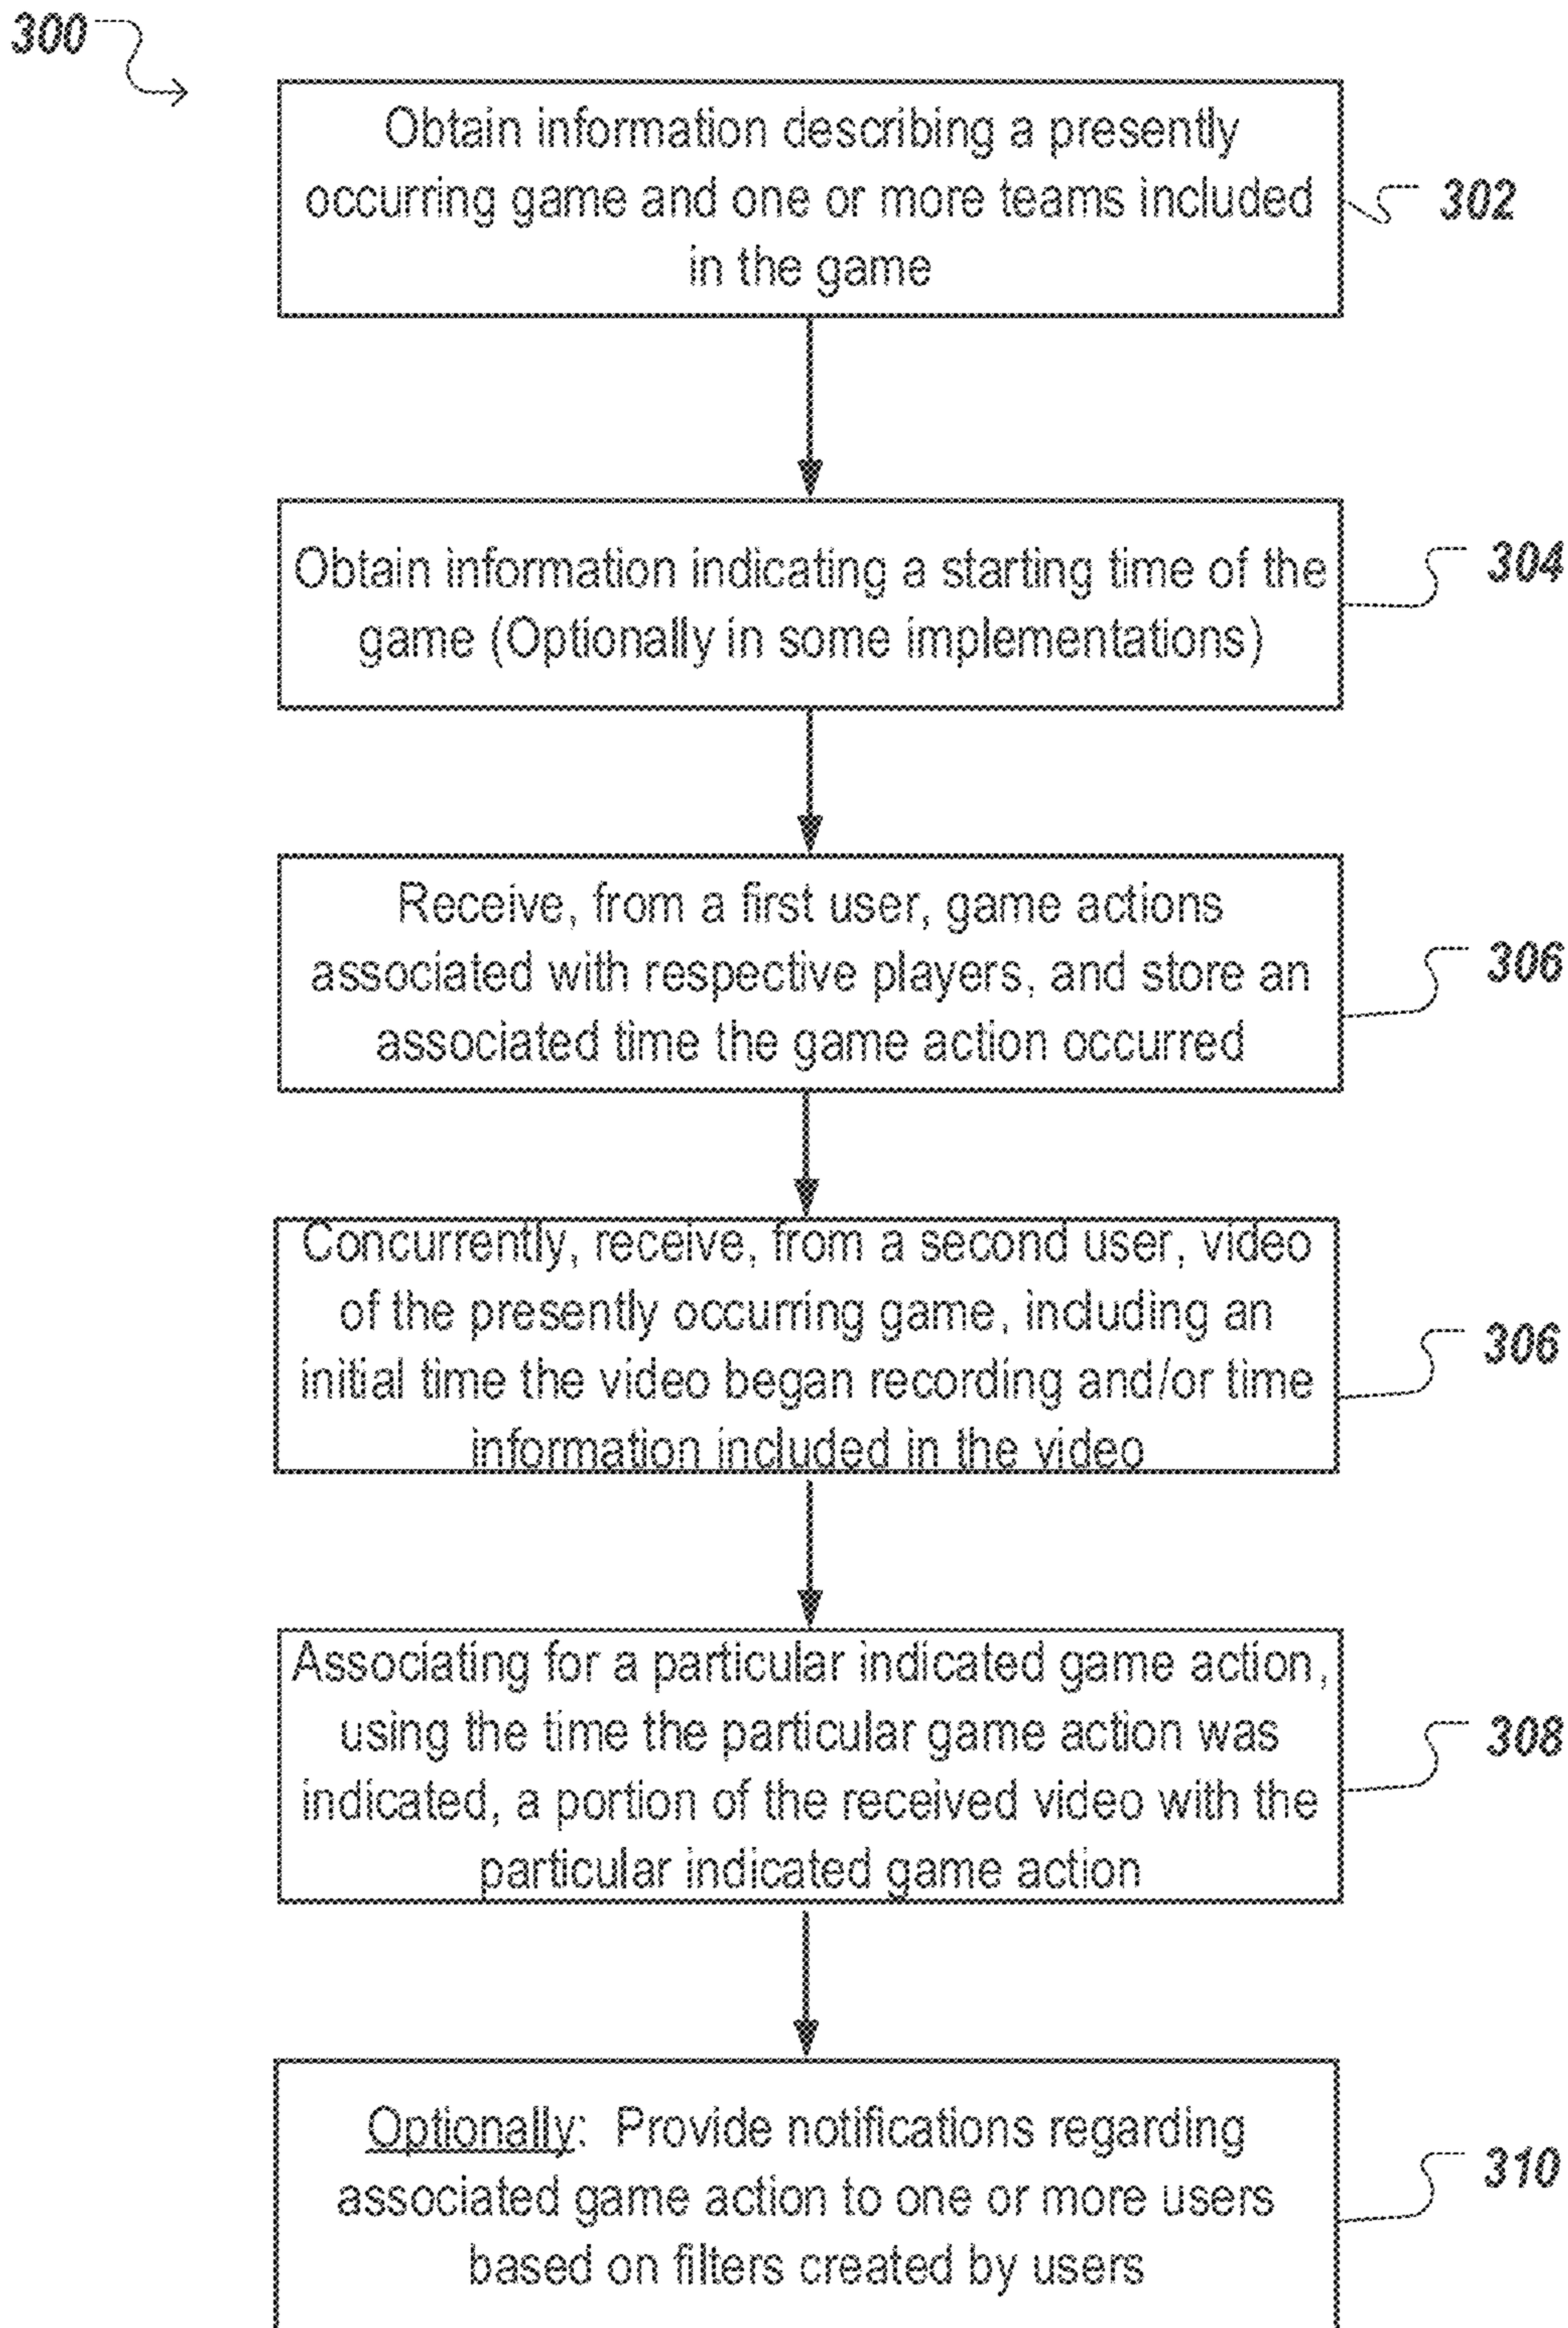 300
Obtain information describing a presently
occurring game and one or more teams included
in the game
302
Obtain information indicating a starting time of the
game (Optionally in some implementations)
304
Receive, from a first user, game actions
associated with respective players, and store an
associated time the game action occurred
306
Concurrently, receive, from a second user, video
of the presently occurring game, including an
initial time the video began recording and/or time
information included in the video
306
Associating for a particular indicated game action,
using the time the particular game action was
indicated, a portion of the received video with the
particular indicated game action
308
Optionally: Provide notifications regarding
associated game action to one or more users
based on filters created by users
310